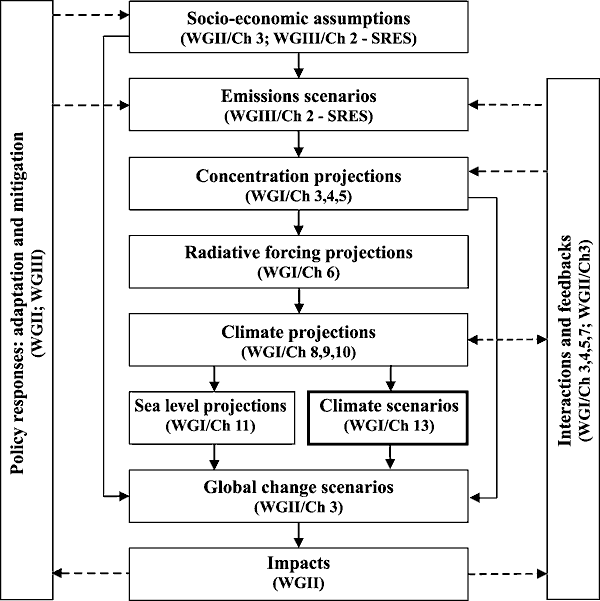 Socio-economic assumptions
(WGII/Ch 3; WGIII/Ch 2 - SRES)
Emissions scenarios
(WGIII/Ch 2 - SRES)
Concentration projections
(WGI/Ch 3,4,5)
Radiative forcing projections
(WGI/Ch 6)
Climate projections
(WGI/Ch 8,9,10)
Sea level projections
(WGI/Ch 11)
Climate scenarios
(WGI/Ch 13)
Global change scenarios
(WGII/Ch 3)
Impacts
(WGII)
Policy responses: adaptation and mitigation
(WGII; WGIII)
Interactions and feedbacks
(WGI/Ch 3,4,5,7; WGII/Ch3)